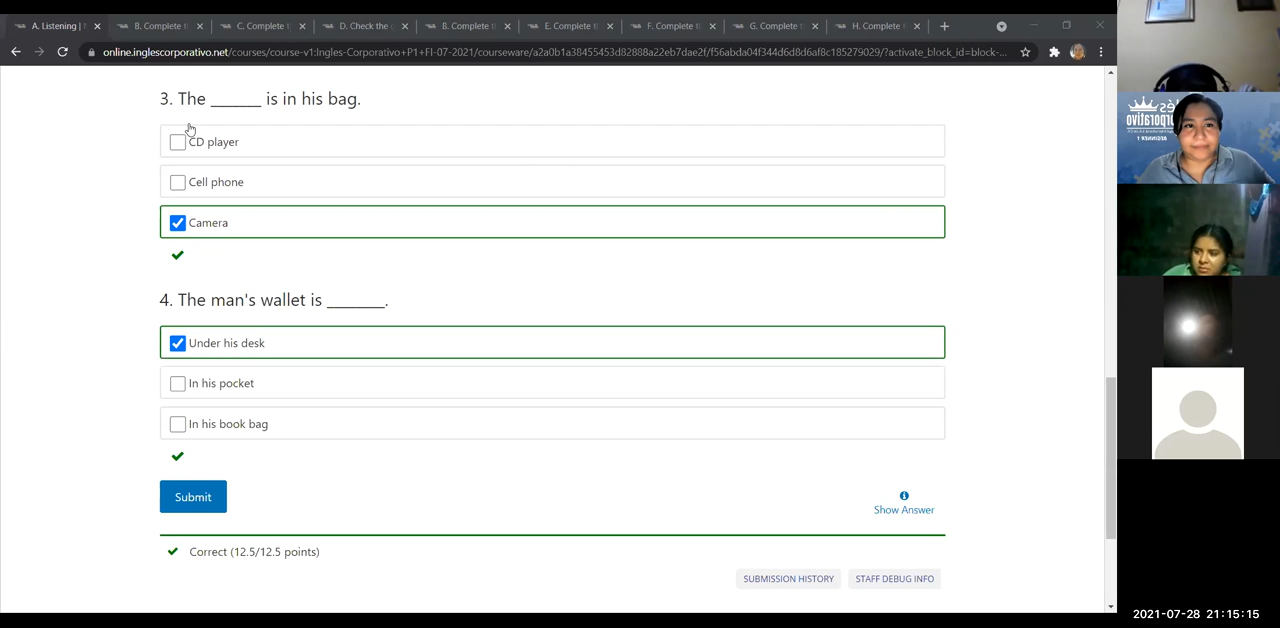 A. Listening |
B. Complete t
C. Complete t
D. Check the
B. Complete t
E. Complete t
F. Complete t
G. Complete t
H. Complete t
online.inglescorporativo.net/courses/course-v1:Ingles-Corporativo+P1+FI-07-2021/courseware/a2a0b1a38455453d82888a22eb7dae2f/f56abda04f344d6d8d6af8c185279029/?activate_block_id=block-...
3. The ______ is in his bag.
CD player
Cell phone
Camera
4. The man's wallet is _______.
Under his desk
In his pocket
In his book bag
Submit
Show Answer
Correct (12.5/12.5 points)
SUBMISSION HISTORY
STAFF DEBUG INFO
2021-07-28 21:15:15